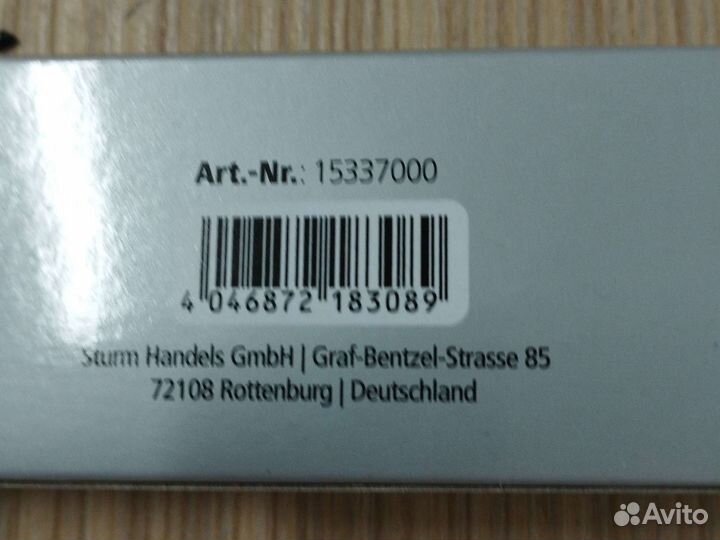 Art.-Nr.: 15337000
4 046872 183089
Sturm Handels GmbH | Graf-Bentzel-Strasse 85
72108 Rottenburg | Deutschland
Avito